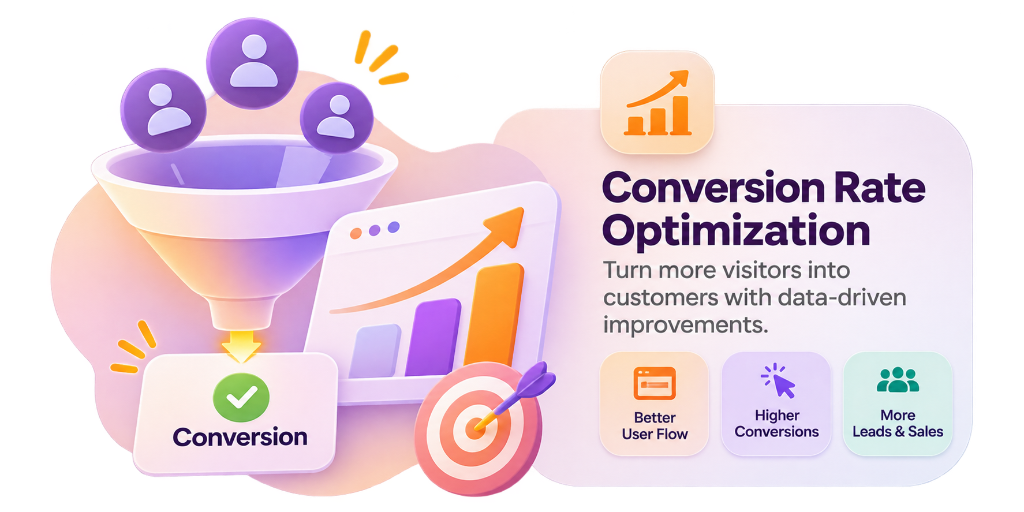 Conversion Rate
Optimization
Turn more visitors into
customers with data-driven
improvements.
Better
User Flow
Higher
Conversions
More
Leads & Sales
Conversion